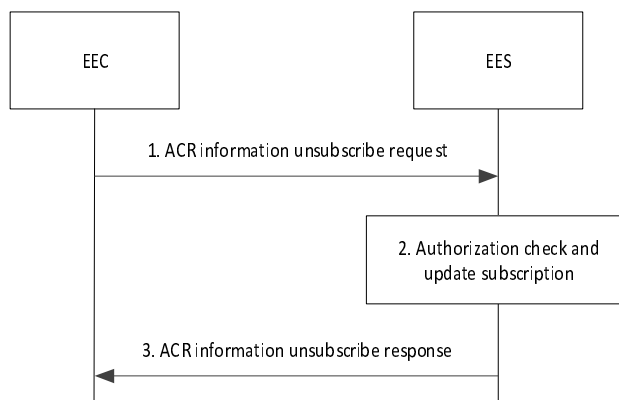 EEC
EES
1. ACR information unsubscribe request
2. Authorization check and
update subscription
3. ACR information unsubscribe response